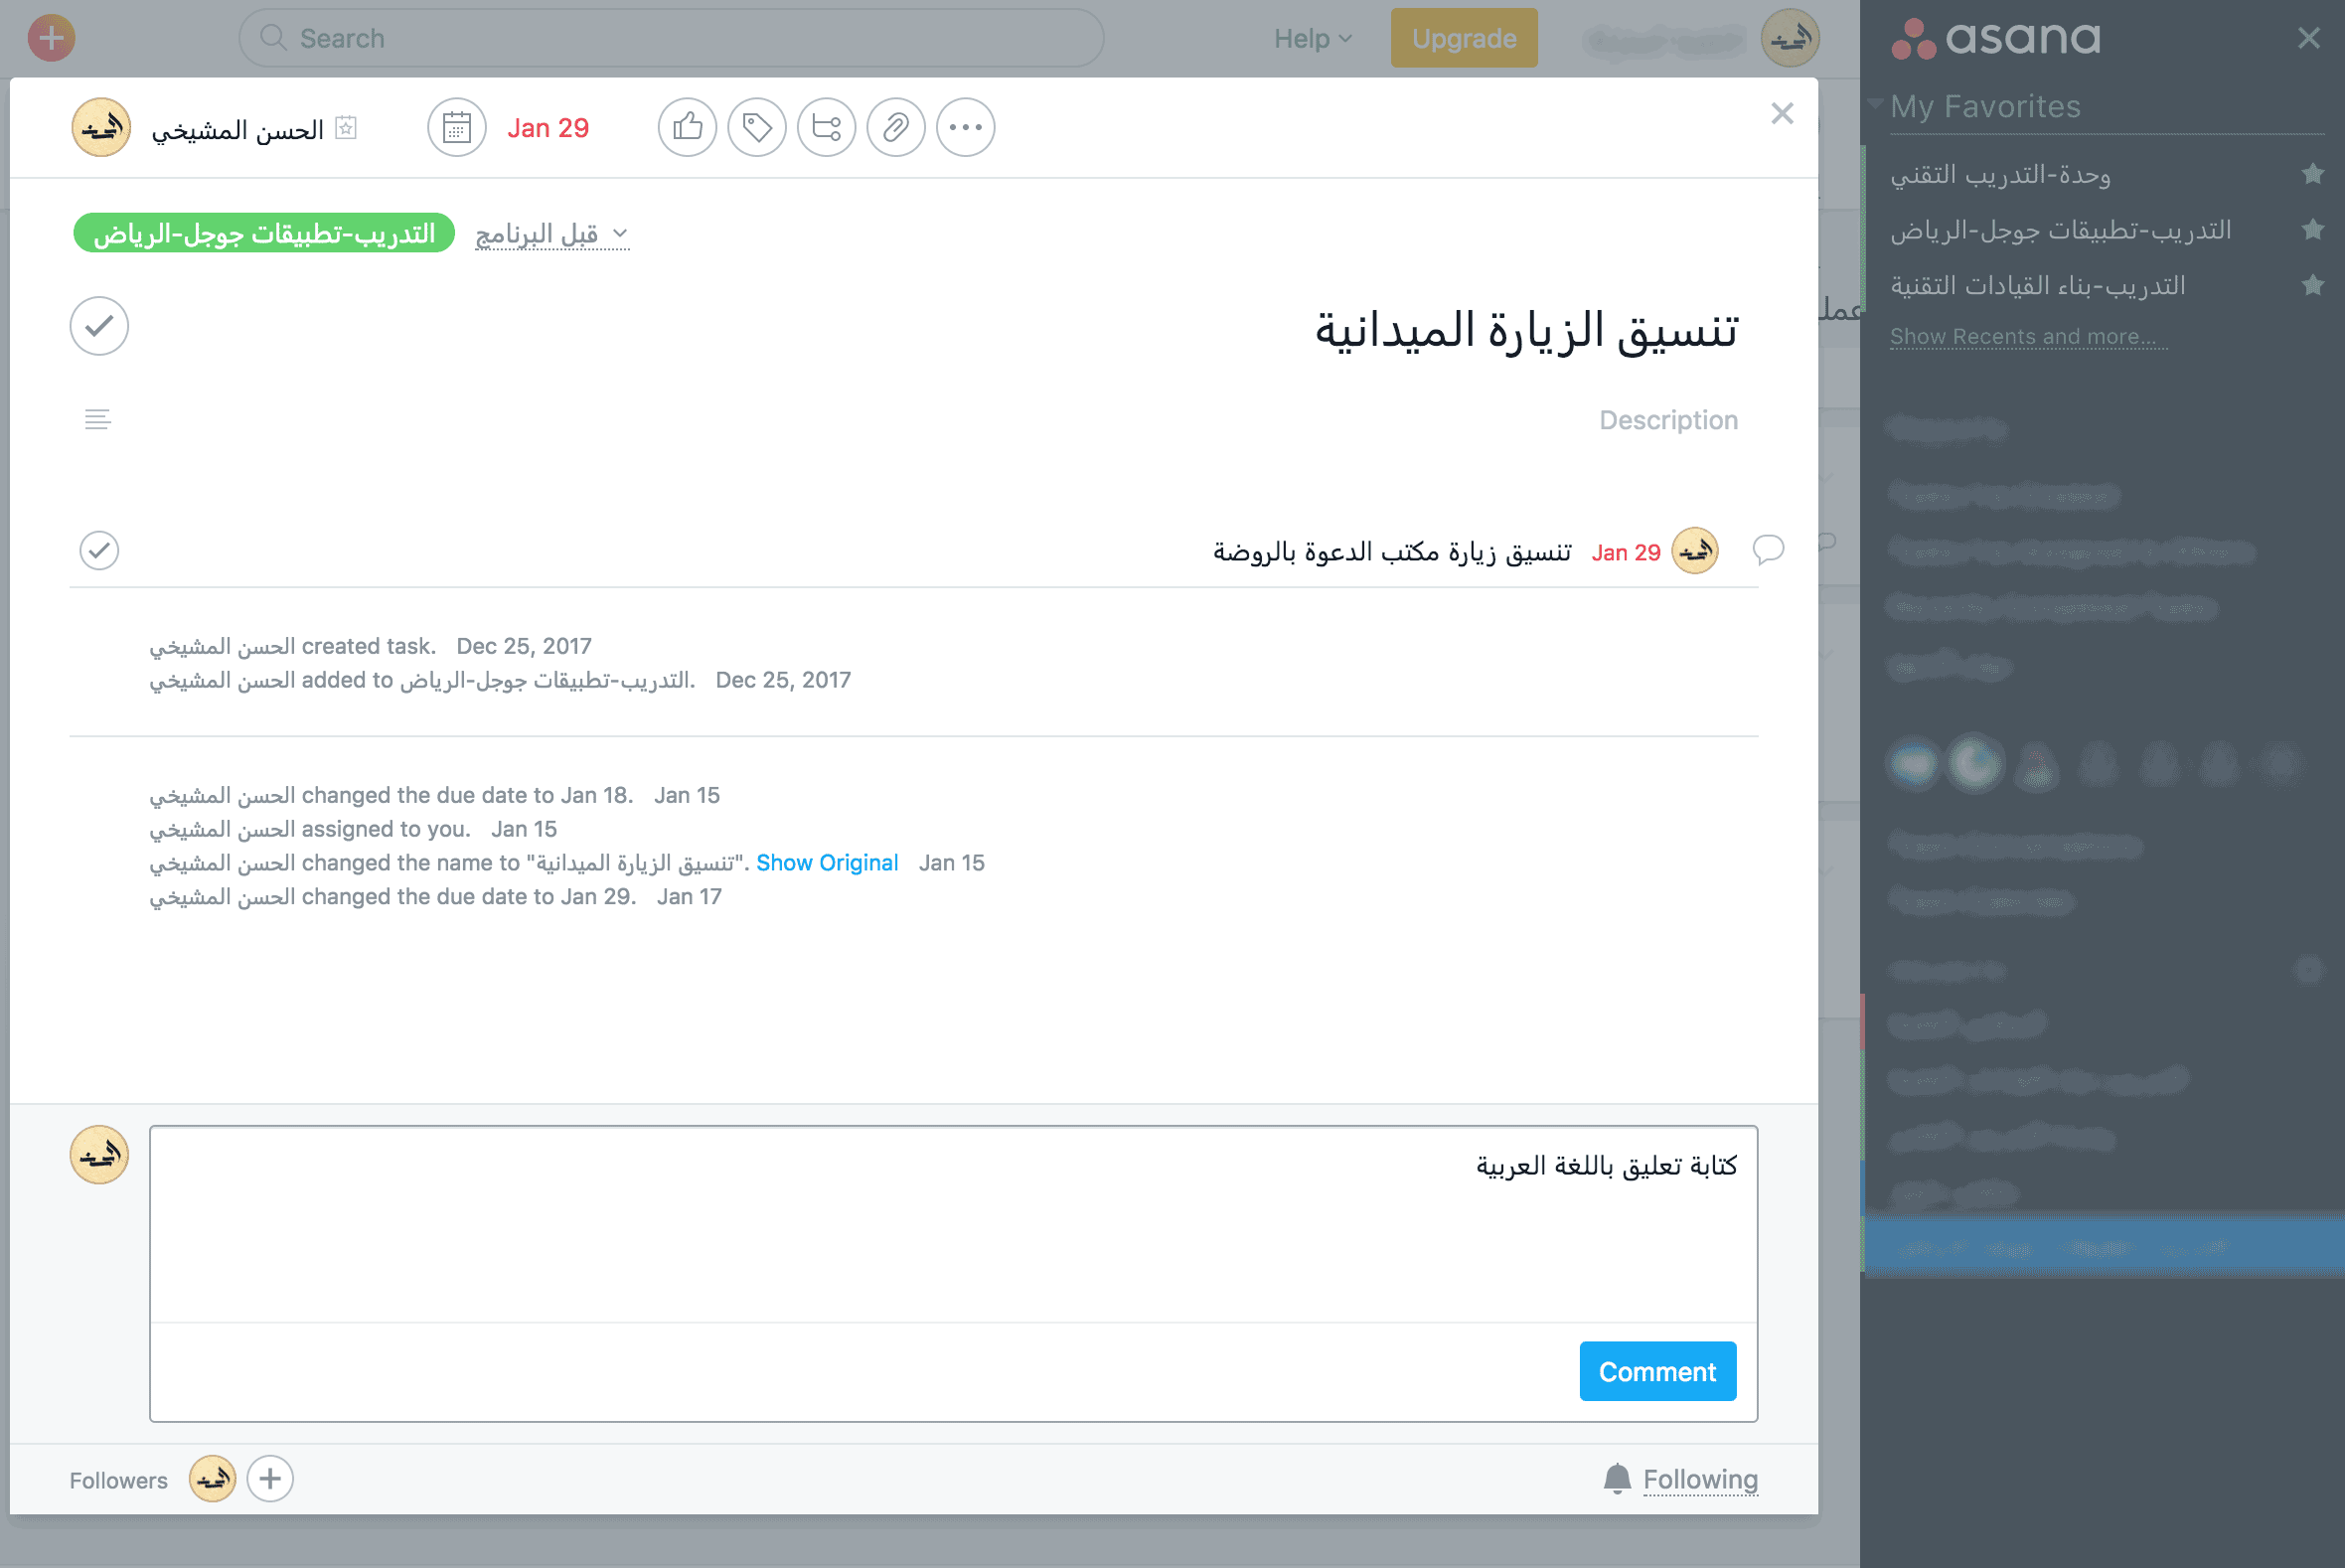 Search
Help
Upgrade
asana
My Favorites
وحدة-التدريب التقني
التدريب-تطبيقات جوجل-الرياض
التدريب-بناء القيادات التقنية
Show Recents and more...
الحسن المشيخي
Jan 29
التدريب-تطبيقات جوجل-الرياض
قبل البرنامج
تنسيق الزيارة الميدانية
Description
تنسيق زيارة مكتب الدعوة بالروضة Jan 29
الحسن المشيخي created task. Dec 25, 2017
الحسن المشيخي added to التدريب-تطبيقات جوجل-الرياض. Dec 25, 2017
الحسن المشيخي changed the due date to Jan 18. Jan 15
الحسن المشيخي assigned to you. Jan 15
الحسن المشيخي changed the name to "تنسيق الزيارة الميدانية". Show Original Jan 15
الحسن المشيخي changed the due date to Jan 29. Jan 17
كتابة تعليق باللغة العربية
Comment
Followers
Following